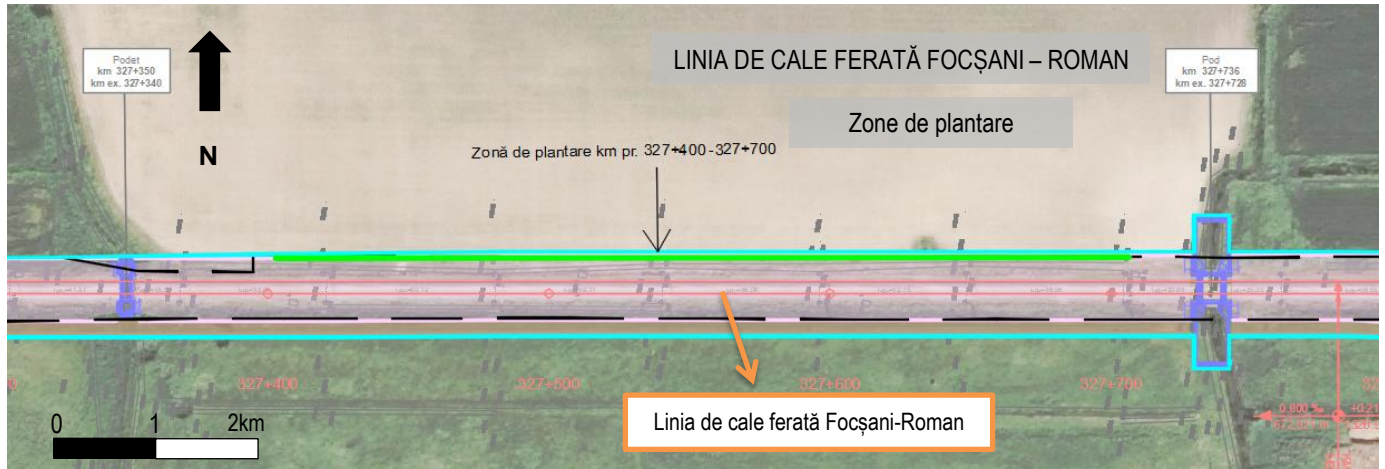 LINIA DE CALE FERATĂ FOCȘANI – ROMAN
Podet
km 327+350
km ex. 327+340
Pod
km 327+736
km ex. 327+728
Zone de plantare
N
Zonă de plantare km pr. 327+400-327+700
327+400
327+500
327+600
327+700
0 1 2km
Linia de cale ferată Focșani-Roman